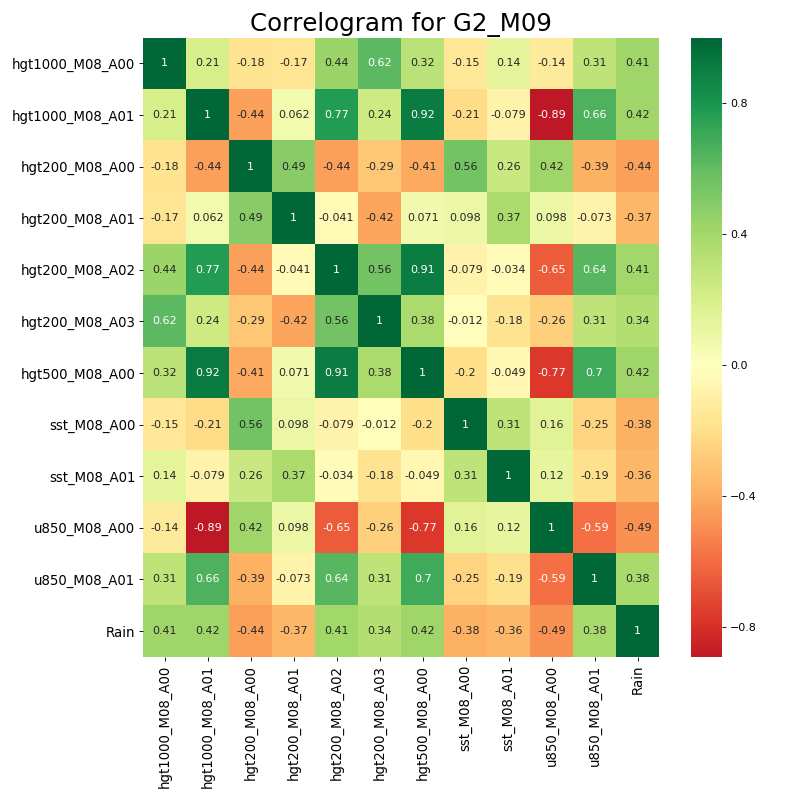 Correlogram for G2_M09
hgt1000_M08_A00 1 0.21 -0.18 -0.17 0.44 0.62 0.32 -0.15 0.14 -0.14 0.31 0.41
hgt1000_M08_A01 0.21 1 -0.44 0.062 0.77 0.24 0.92 -0.21 -0.079 -0.89 0.66 0.42
hgt200_M08_A00 -0.18 -0.44 1 0.49 -0.44 -0.29 -0.41 0.56 0.26 0.42 -0.39 -0.44
hgt200_M08_A01 -0.17 0.062 0.49 1 -0.041 -0.42 0.071 0.098 0.37 0.098 -0.073 -0.37
hgt200_M08_A02 0.44 0.77 -0.44 -0.041 1 0.56 0.91 -0.079 -0.034 -0.65 0.64 0.41
hgt200_M08_A03 0.62 0.24 -0.29 -0.42 0.56 1 0.38 -0.012 -0.18 -0.26 0.31 0.34
hgt500_M08_A00 0.32 0.92 -0.41 0.071 0.91 0.38 1 -0.2 -0.049 -0.77 0.7 0.42
sst_M08_A00 -0.15 -0.21 0.56 0.098 -0.079 -0.012 -0.2 1 0.31 0.16 -0.25 -0.38
sst_M08_A01 0.14 -0.079 0.26 0.37 -0.034 -0.18 -0.049 0.31 1 0.12 -0.19 -0.36
u850_M08_A00 -0.14 -0.89 0.42 0.098 -0.65 -0.26 -0.77 0.16 0.12 1 -0.59 -0.49
u850_M08_A01 0.31 0.66 -0.39 -0.073 0.64 0.31 0.7 -0.25 -0.19 -0.59 1 0.38
Rain 0.41 0.42 -0.44 -0.37 0.41 0.34 0.42 -0.38 -0.36 -0.49 0.38 1
hgt1000_M08_A00
hgt1000_M08_A01
hgt200_M08_A00
hgt200_M08_A01
hgt200_M08_A02
hgt200_M08_A03
hgt500_M08_A00
sst_M08_A00
sst_M08_A01
u850_M08_A00
u850_M08_A01
Rain
0.8
0.4
0.0
−0.4
−0.8